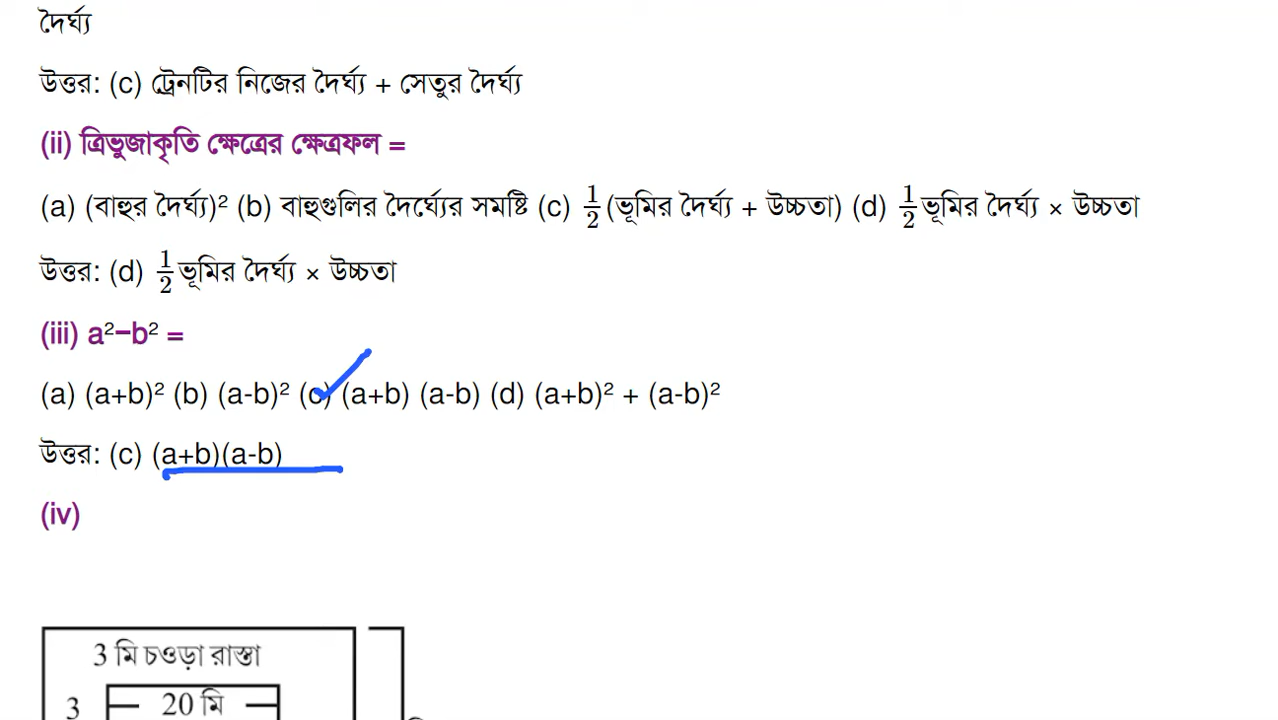 দৈর্ঘ্য
উত্তর: (c) ট্রেনটির নিজের দৈর্ঘ্য + সেতুর দৈর্ঘ্য
(ii) ত্রিভুজাকৃতি ক্ষেত্রের ক্ষেত্রফল =
(a) (বাহুর দৈর্ঘ্য)² (b) বাহুগুলির দৈর্ঘ্যের সমষ্টি (c) 1/2 (ভূমির দৈর্ঘ্য + উচ্চতা) (d) 1/2 ভূমির দৈর্ঘ্য × উচ্চতা
উত্তর: (d) 1/2 ভূমির দৈর্ঘ্য × উচ্চতা
(iii) a²−b² =
(a) (a+b)² (b) (a-b)² (c) (a+b) (a-b) (d) (a+b)² + (a-b)²
উত্তর: (c) (a+b)(a-b)
(iv)
3 মি চওড়া রাস্তা
20 মি
3